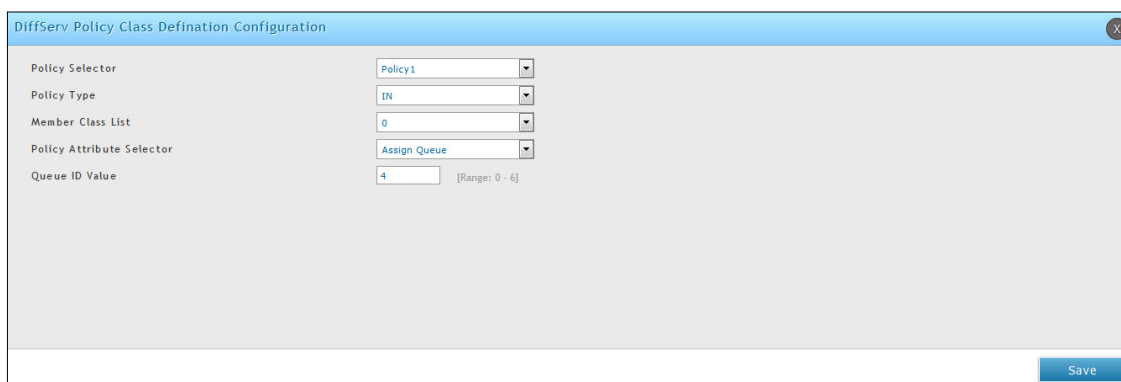 DiffServ Policy Class Defination Configuration
X
Policy Selector Policy1
Policy Type IN
Member Class List 0
Policy Attribute Selector Assign Queue
Queue ID Value 4 [Range: 0 - 6]
Save